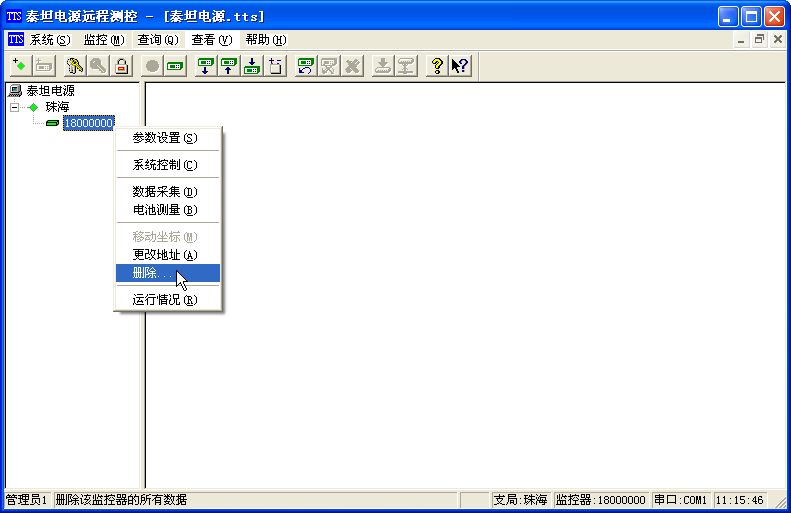 TTS 泰坦电源远程测控 - [泰坦电源.tts]
TTS 系统(S) 监控(M) 查询(Q) 查看(V) 帮助(H)
泰坦电源
珠海
18000000
参数设置(S)
系统控制(C)
数据采集(D)
电池测量(B)
移动坐标(M)
更改地址(A)
删除...
运行情况(R)
管理员1 删除该监控器的所有数据 支局:珠海 监控器:18000000 串口:COM1 11:15:46